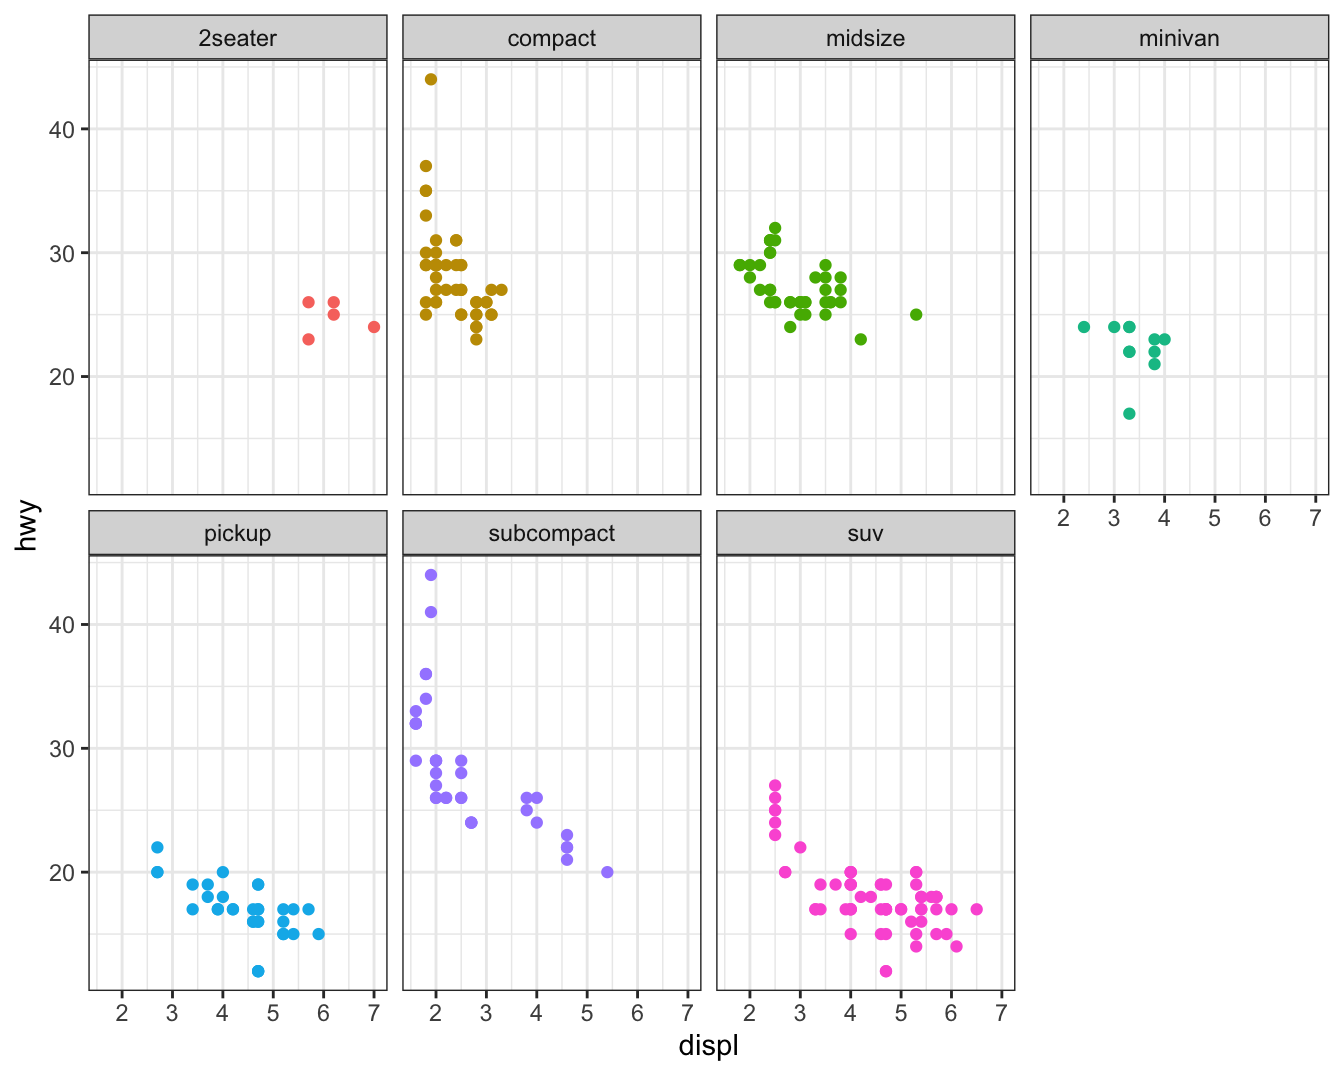 2seater compact midsize minivan
40
30
20
2 3 4 5 6 7
hwy
pickup subcompact suv
40
30
20
2 3 4 5 6 7 2 3 4 5 6 7 2 3 4 5 6 7
displ